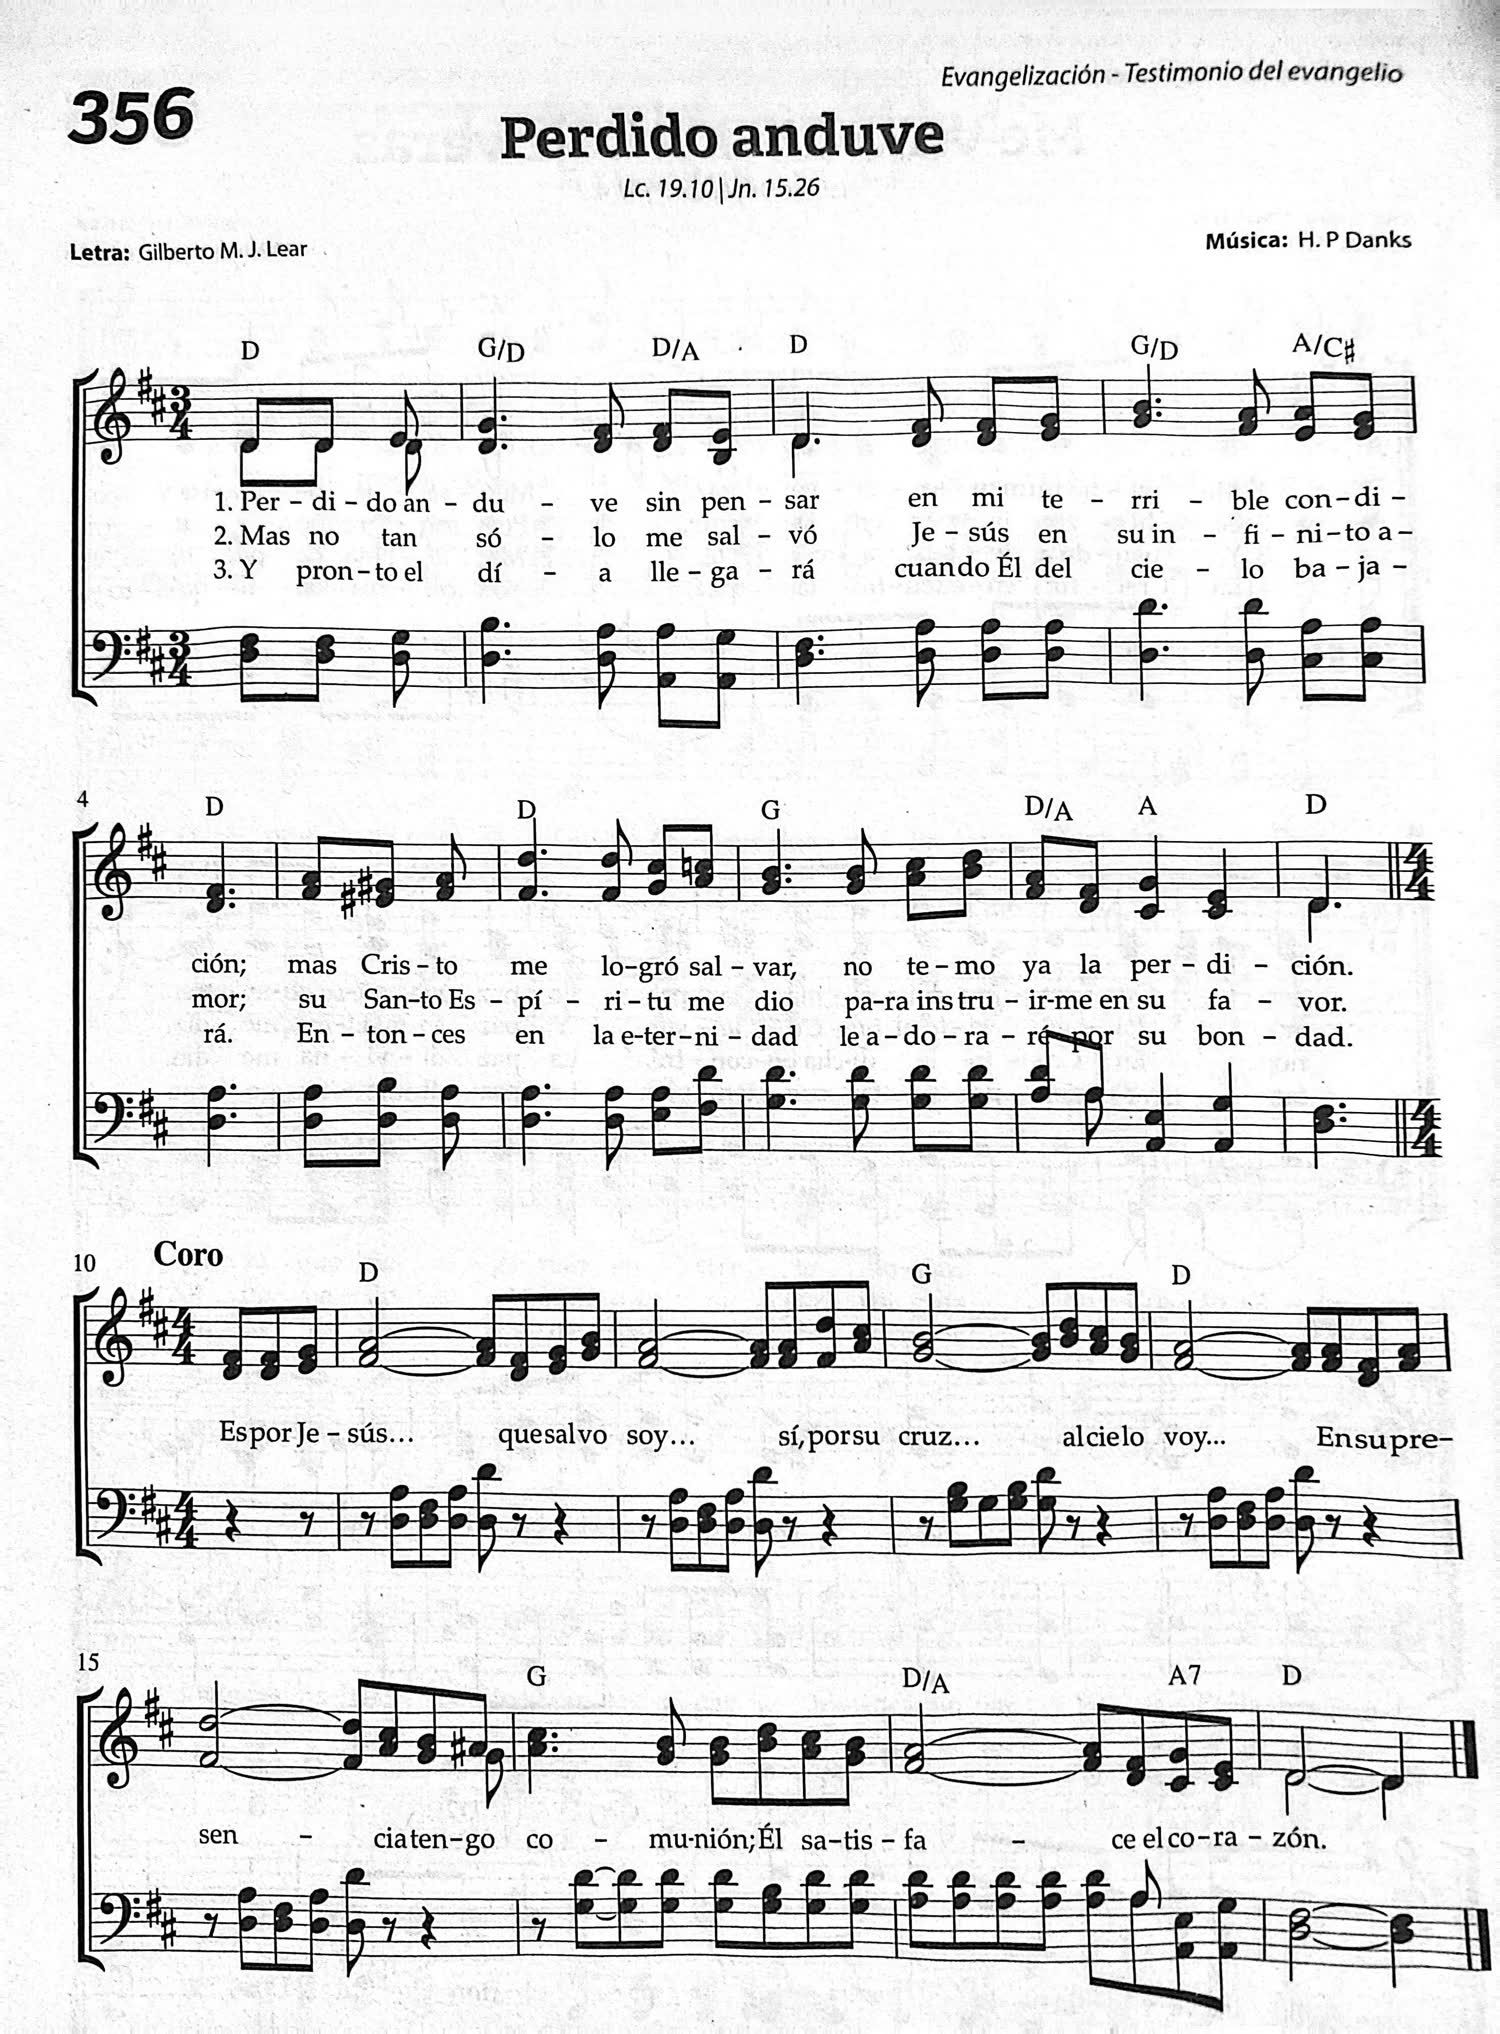 Evangelización - Testimonio del evangelio
356
Perdido anduve
Lc. 19.10 | Jn. 15.26
Letra: Gilberto M. J. Lear
Música: H. P Danks
D G/D D/A D G/D A/C♯
1. Per – di – do an – du – ve sin pen – sar en mi te – rri – ble con – di –
2. Mas no tan só – lo me sal – vó Je – sús en su in – fi – ni – to a –
3. Y pron – to el dí – a lle – ga – rá cuando Él del cie – lo ba – ja –
4
D D G D/A A D
ción; mas Cris – to me lo-gró sal – var, no te – mo ya la per – di – ción.
mor; su San-to Es – pí – ri – tu me dio pa-ra instru – ir-me en su fa – vor.
rá. En – ton – ces en la e-ter-ni – dad le a – do – ra – ré por su bon – dad.
10
Coro
D G D
Es por Je – sús... que salvo soy... sí, por su cruz... al cielo voy... En su pre–
15
G D/A A7 D
sen – cia ten – go co – mu-nión; Él sa – tis – fa – ce el co – ra – zón.